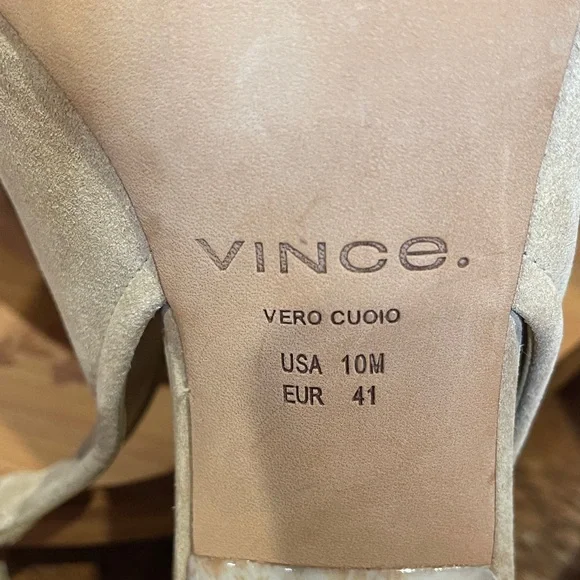 VINCe.
VERO CUOIO
USA 10M
EUR 41